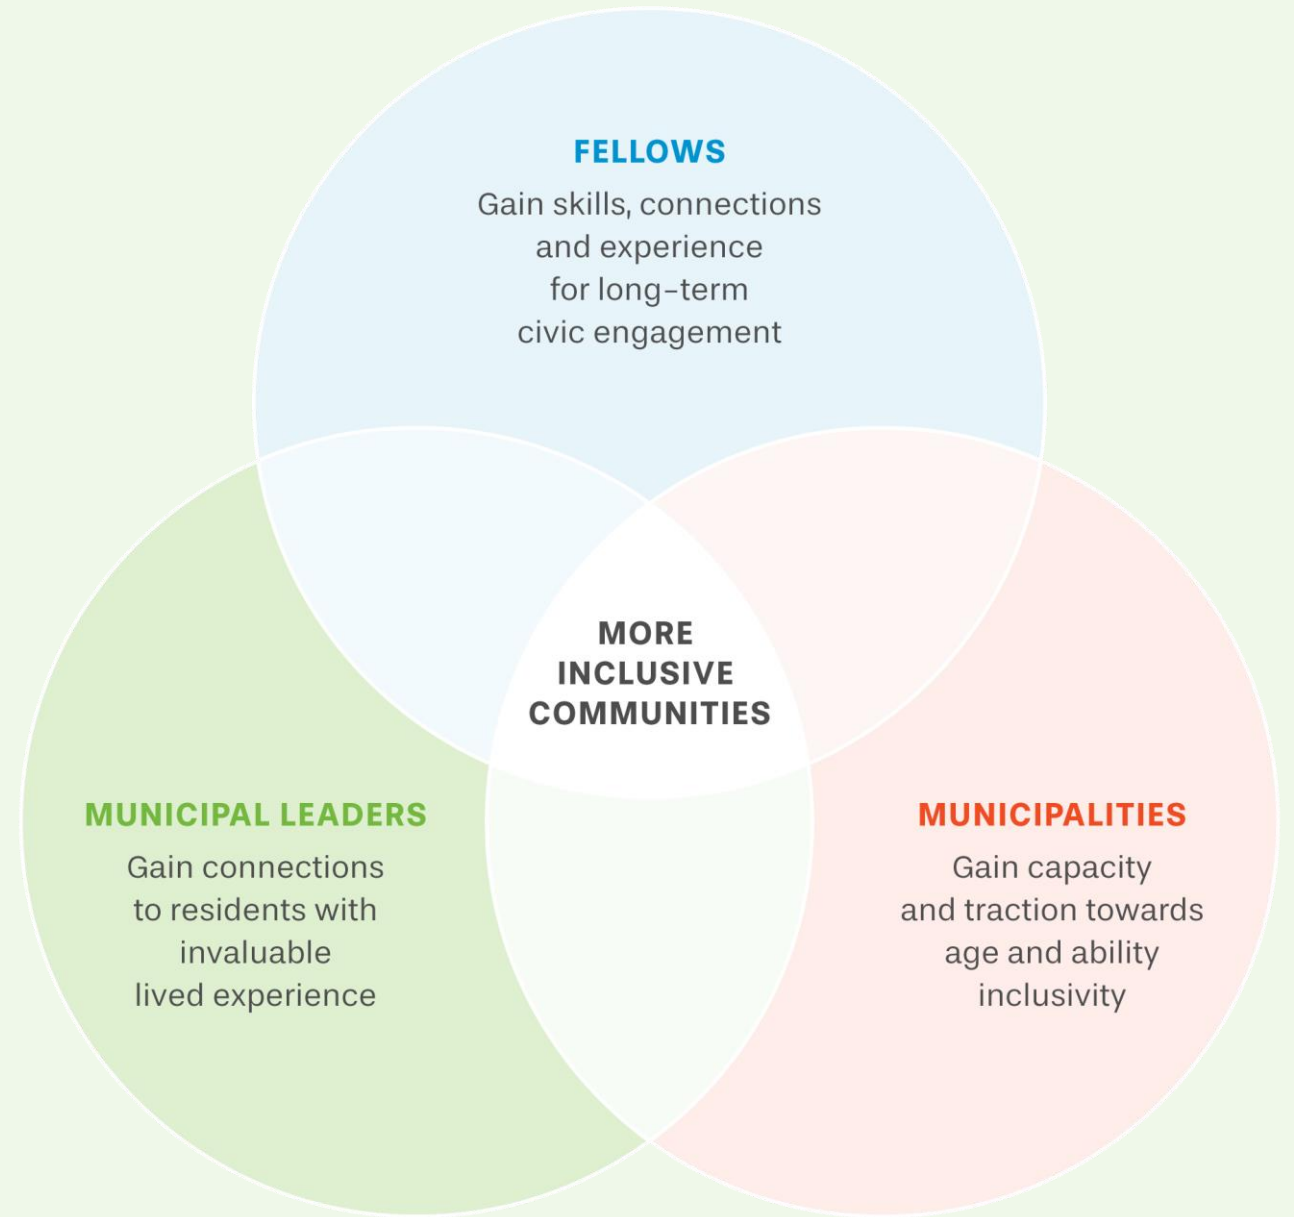 FELLOWS
Gain skills, connections
and experience
for long-term
civic engagement
MORE
INCLUSIVE
COMMUNITIES
MUNICIPAL LEADERS
Gain connections
to residents with
invaluable
lived experience
MUNICIPALITIES
Gain capacity
and traction towards
age and ability
inclusivity